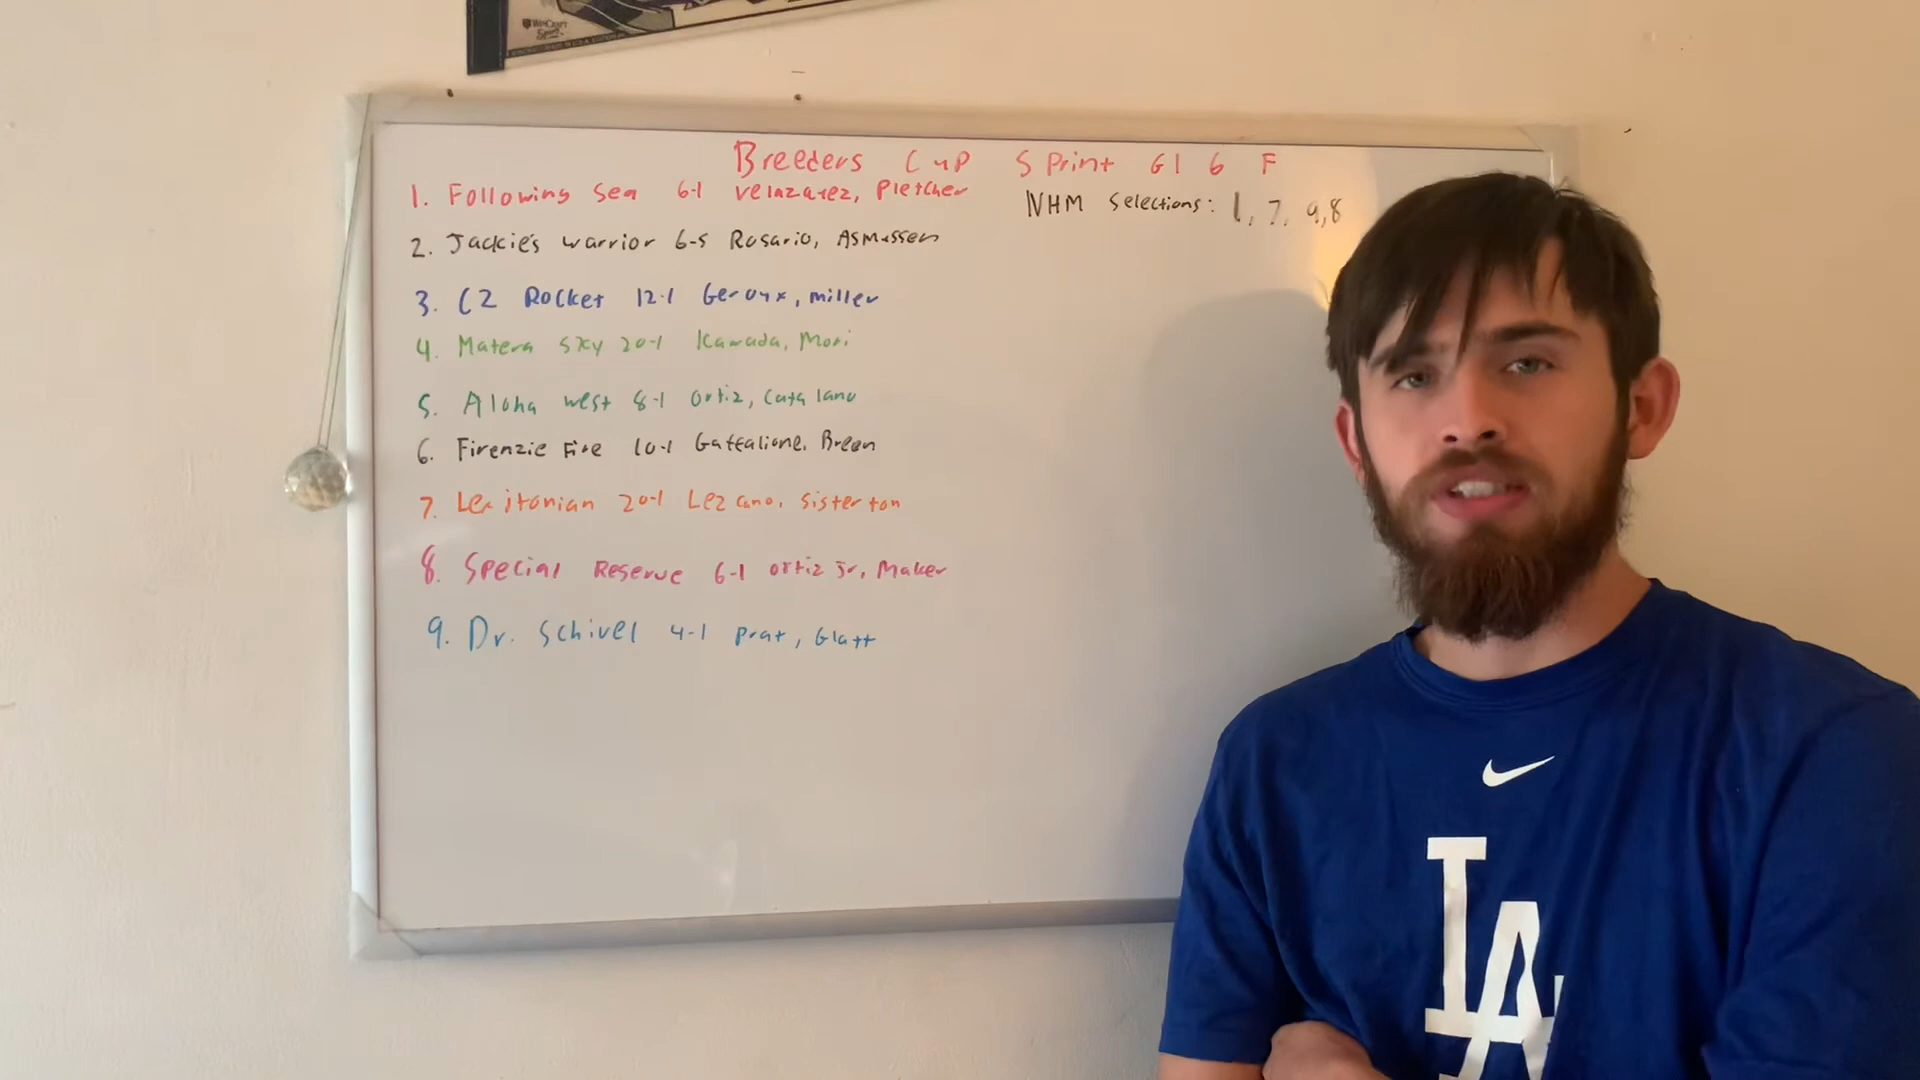 WinCraft
Sports
Breeders Cup Sprint G1 6 F
1. Following Sea 6-1 Velazquez, Pletcher
NHM Selections: 1, 7, 9,8
2. Jackie's Warrior 6-5 Rosario, Asmussen
3. CZ Rocket 12-1 Geroux, Miller
4. Matera Sky 20-1 Kawada, Mori
5. Aloha West 8-1 Ortiz, Catalano
6. Firenzie Fire 10-1 Gaffalione, Breen
7. Lexitonian 20-1 Lezcano, Sisterton
8. Special Reserve 6-1 Ortiz Jr, Maker
9. Dr. Schivel 4-1 Prat, Glatt
LA